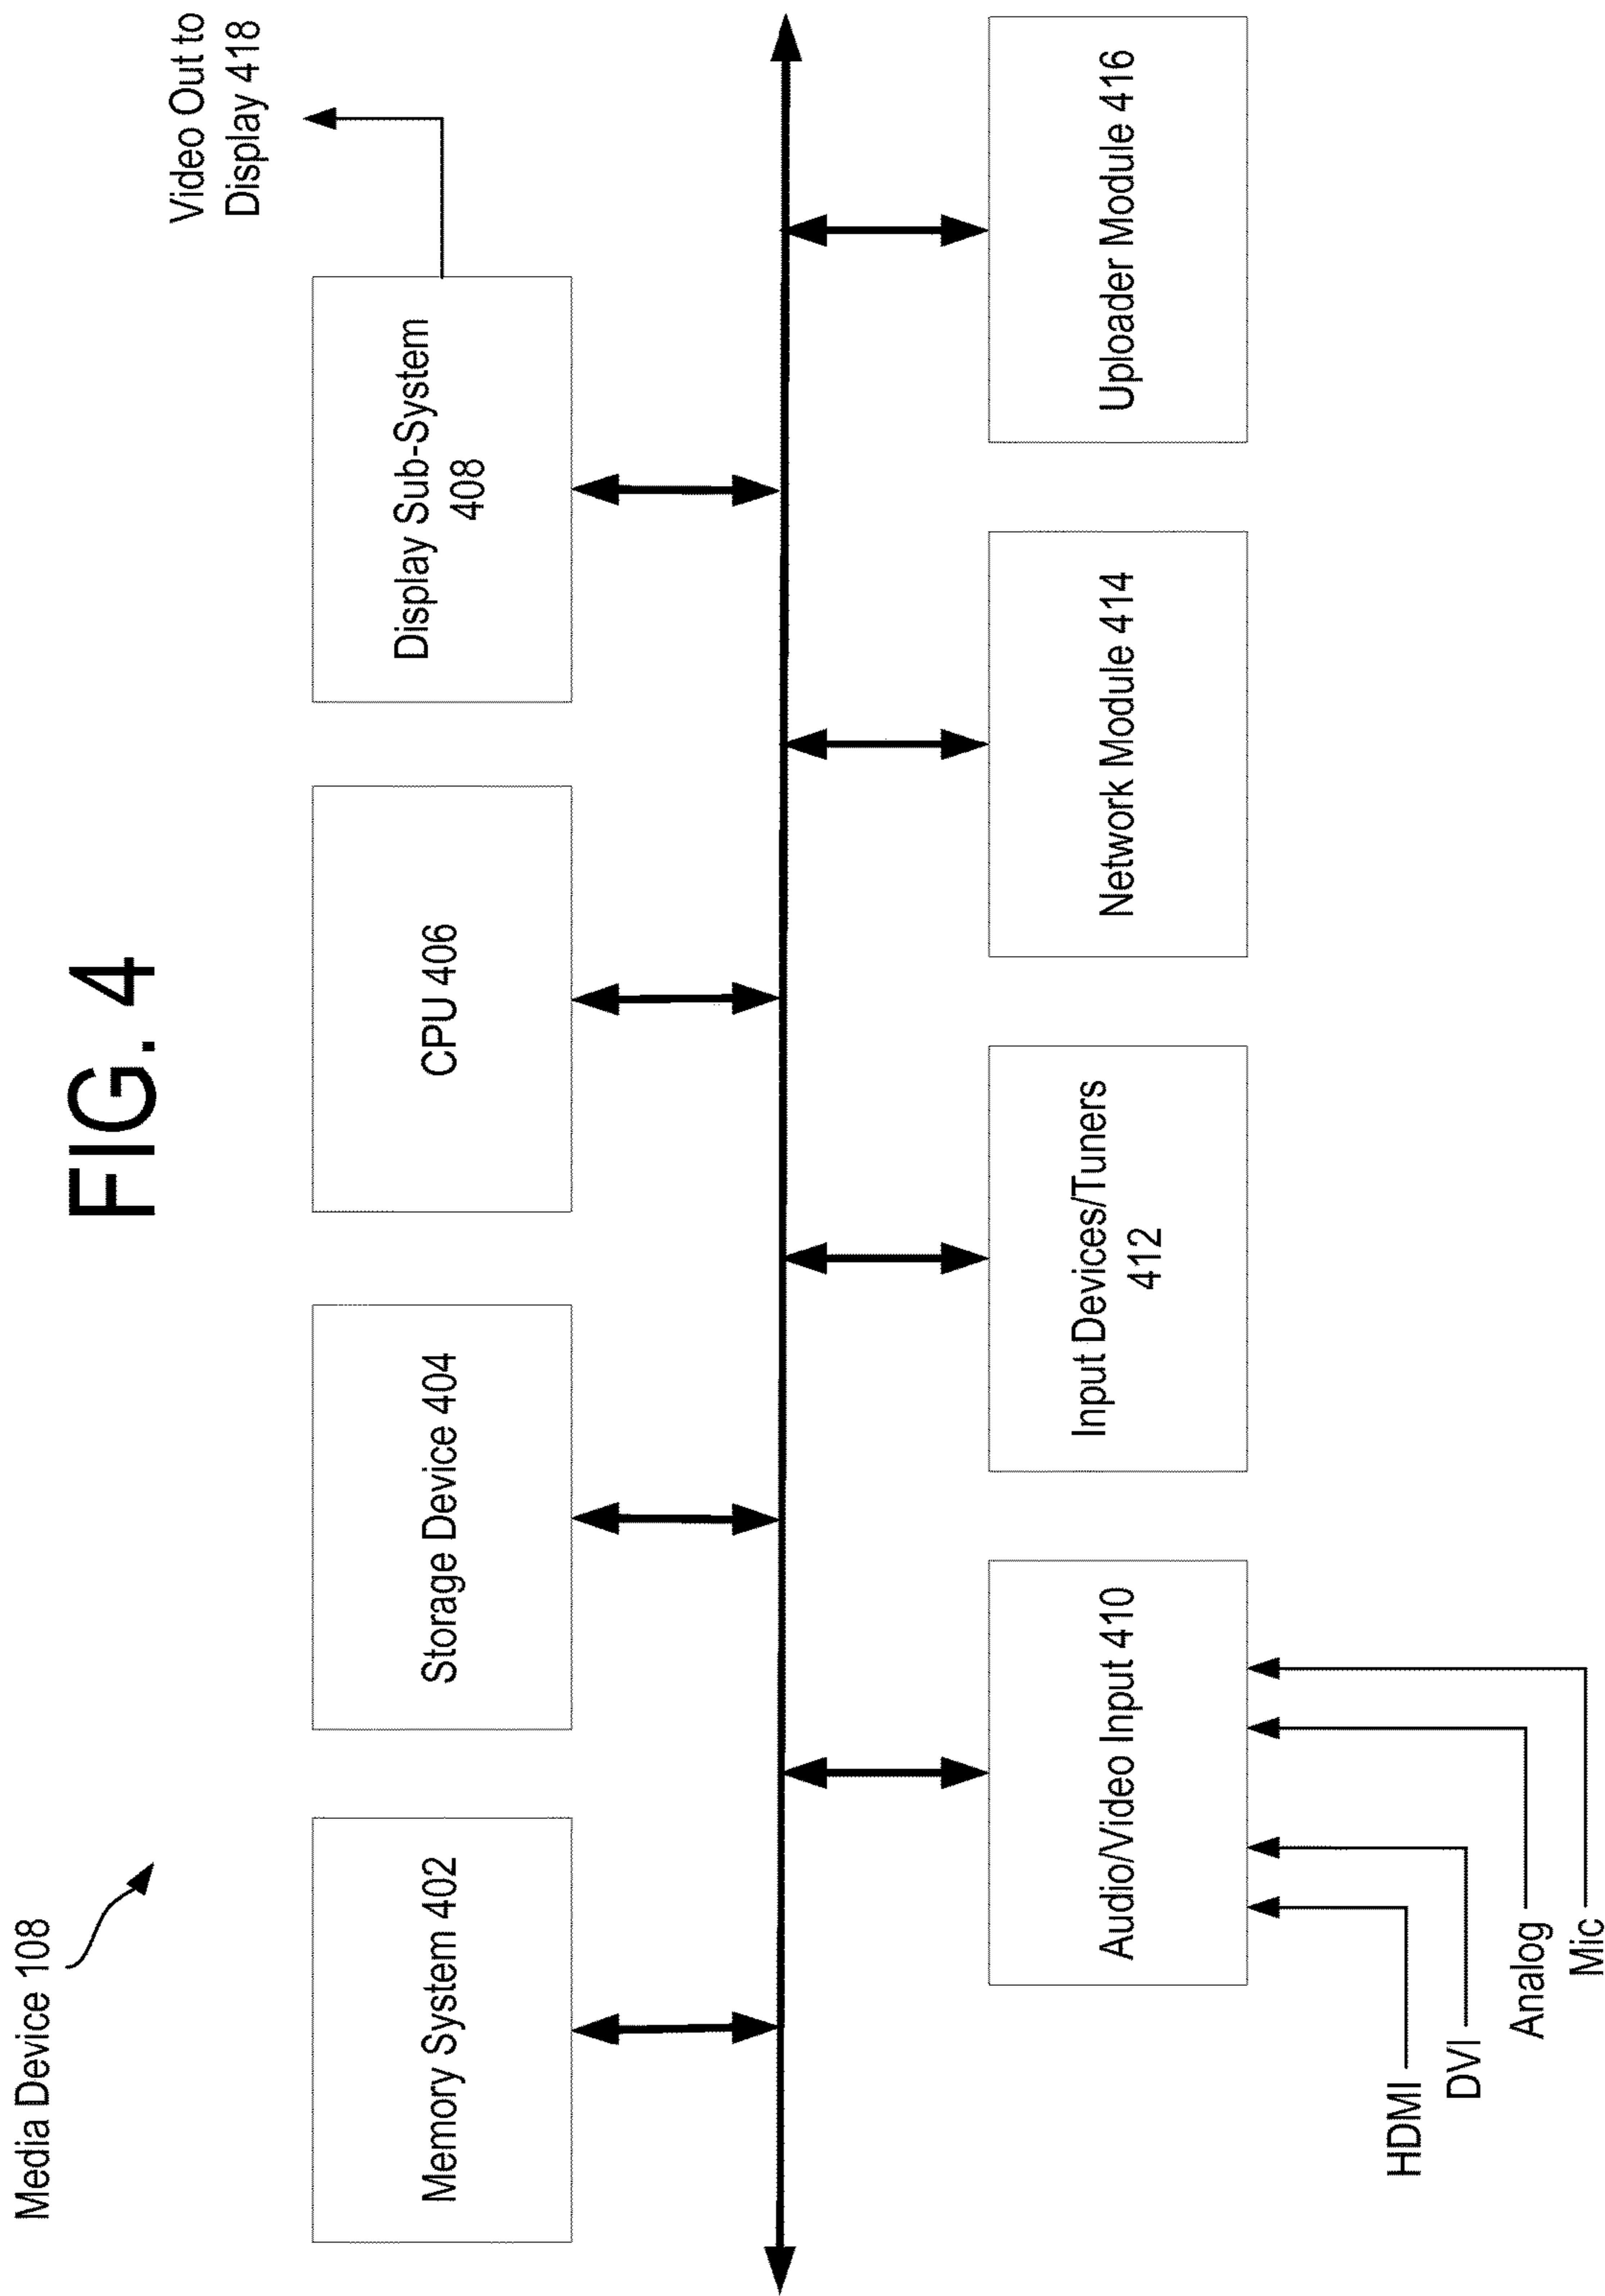 FIG. 4
Media Device 108
Video Out to
Display 418
Memory System 402
Storage Device 404
CPU 406
Display Sub-System
408
Audio/Video Input 410
Input Devices/Tuners
412
Network Module 414
Uploader Module 416
HDMI
DVI
Analog
Mic